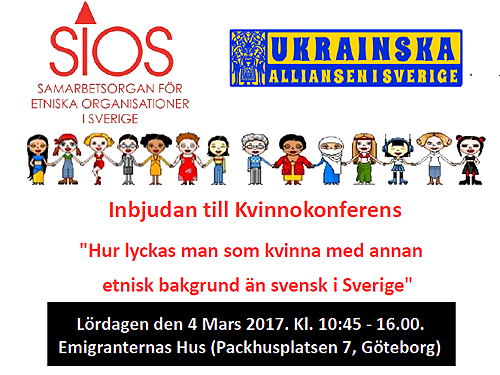 SIOS
SAMARBETSORGAN FÖR
ETNISKA ORGANISATIONER
I SVERIGE
UKRAINSKA
ALLIANSEN I SVERIGE
Inbjudan till Kvinnokonferens
"Hur lyckas man som kvinna med annan
etnisk bakgrund än svensk i Sverige"
Lördagen den 4 Mars 2017. Kl. 10:45 - 16.00.
Emigranternas Hus (Packhusplatsen 7, Göteborg)